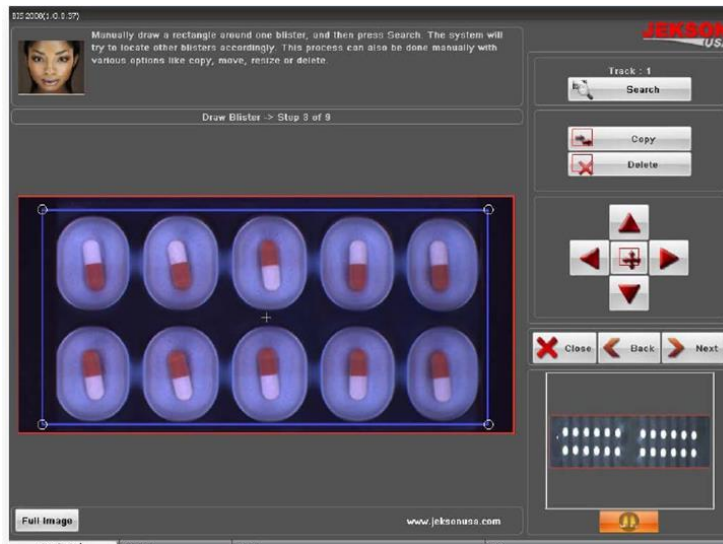 BIS2000(1.0.0.37)
Manually draw a rectangle around one blister, and then press Search. The system will
try to locate other blisters accordingly. This process can also be done manually with
various options like copy, move, resize or delete.
JEKSON
USA
Draw Blister -> Step 3 of 9
Track : 1
Search
Copy
Delete
Close
Back
Next
Full Image
www.jeksonusa.com